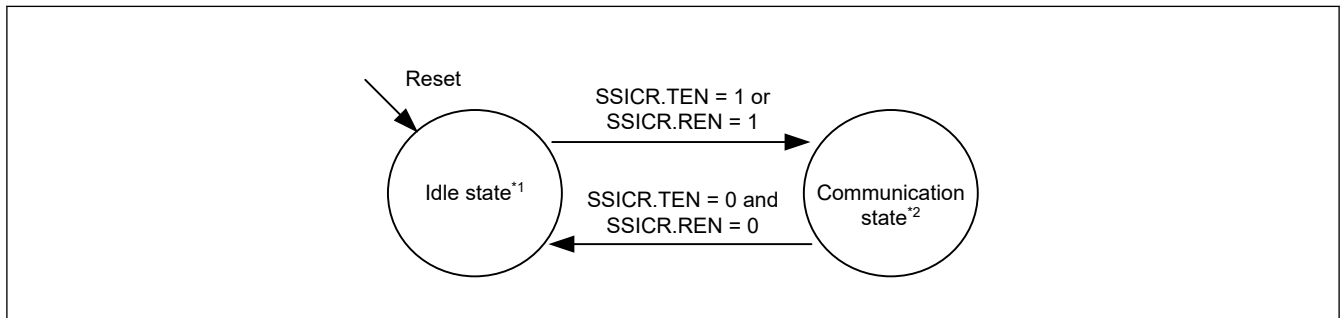 Reset
SSICR.TEN = 1 or
SSICR.REN = 1
Idle state*1
SSICR.TEN = 0 and
SSICR.REN = 0
Communication
state*2